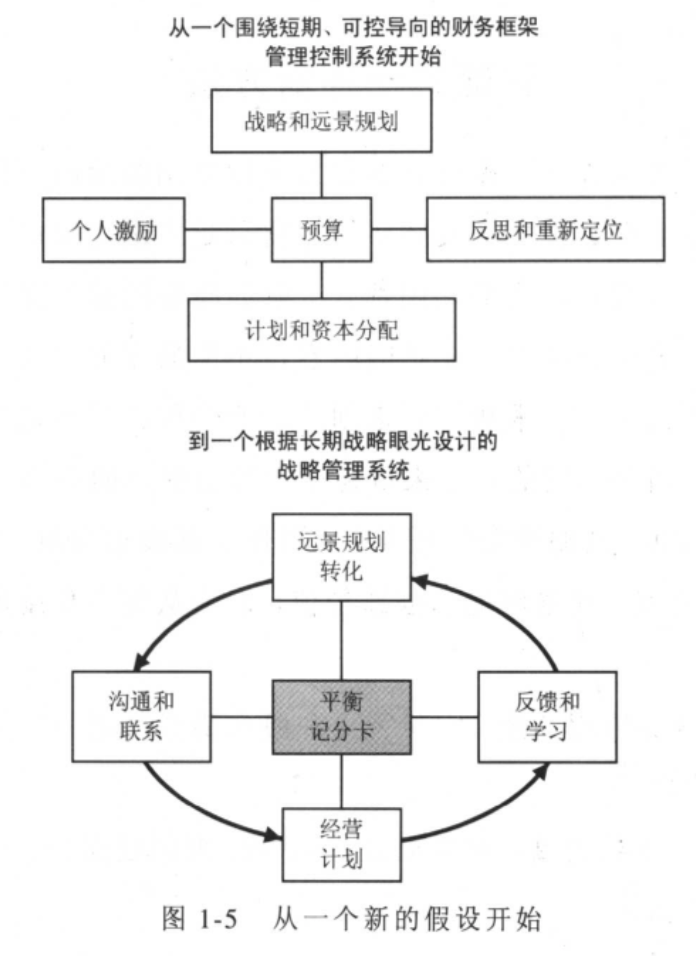 从一个围绕短期、可控导向的财务框架
管理控制系统开始
战略和远景规划
个人激励
预算
反思和重新定位
计划和资本分配
到一个根据长期战略眼光设计的
战略管理系统
远景规划
转化
沟通和
联系
平衡
记分卡
反馈和
学习
经营
计划
图 1-5 从一个新的假设开始